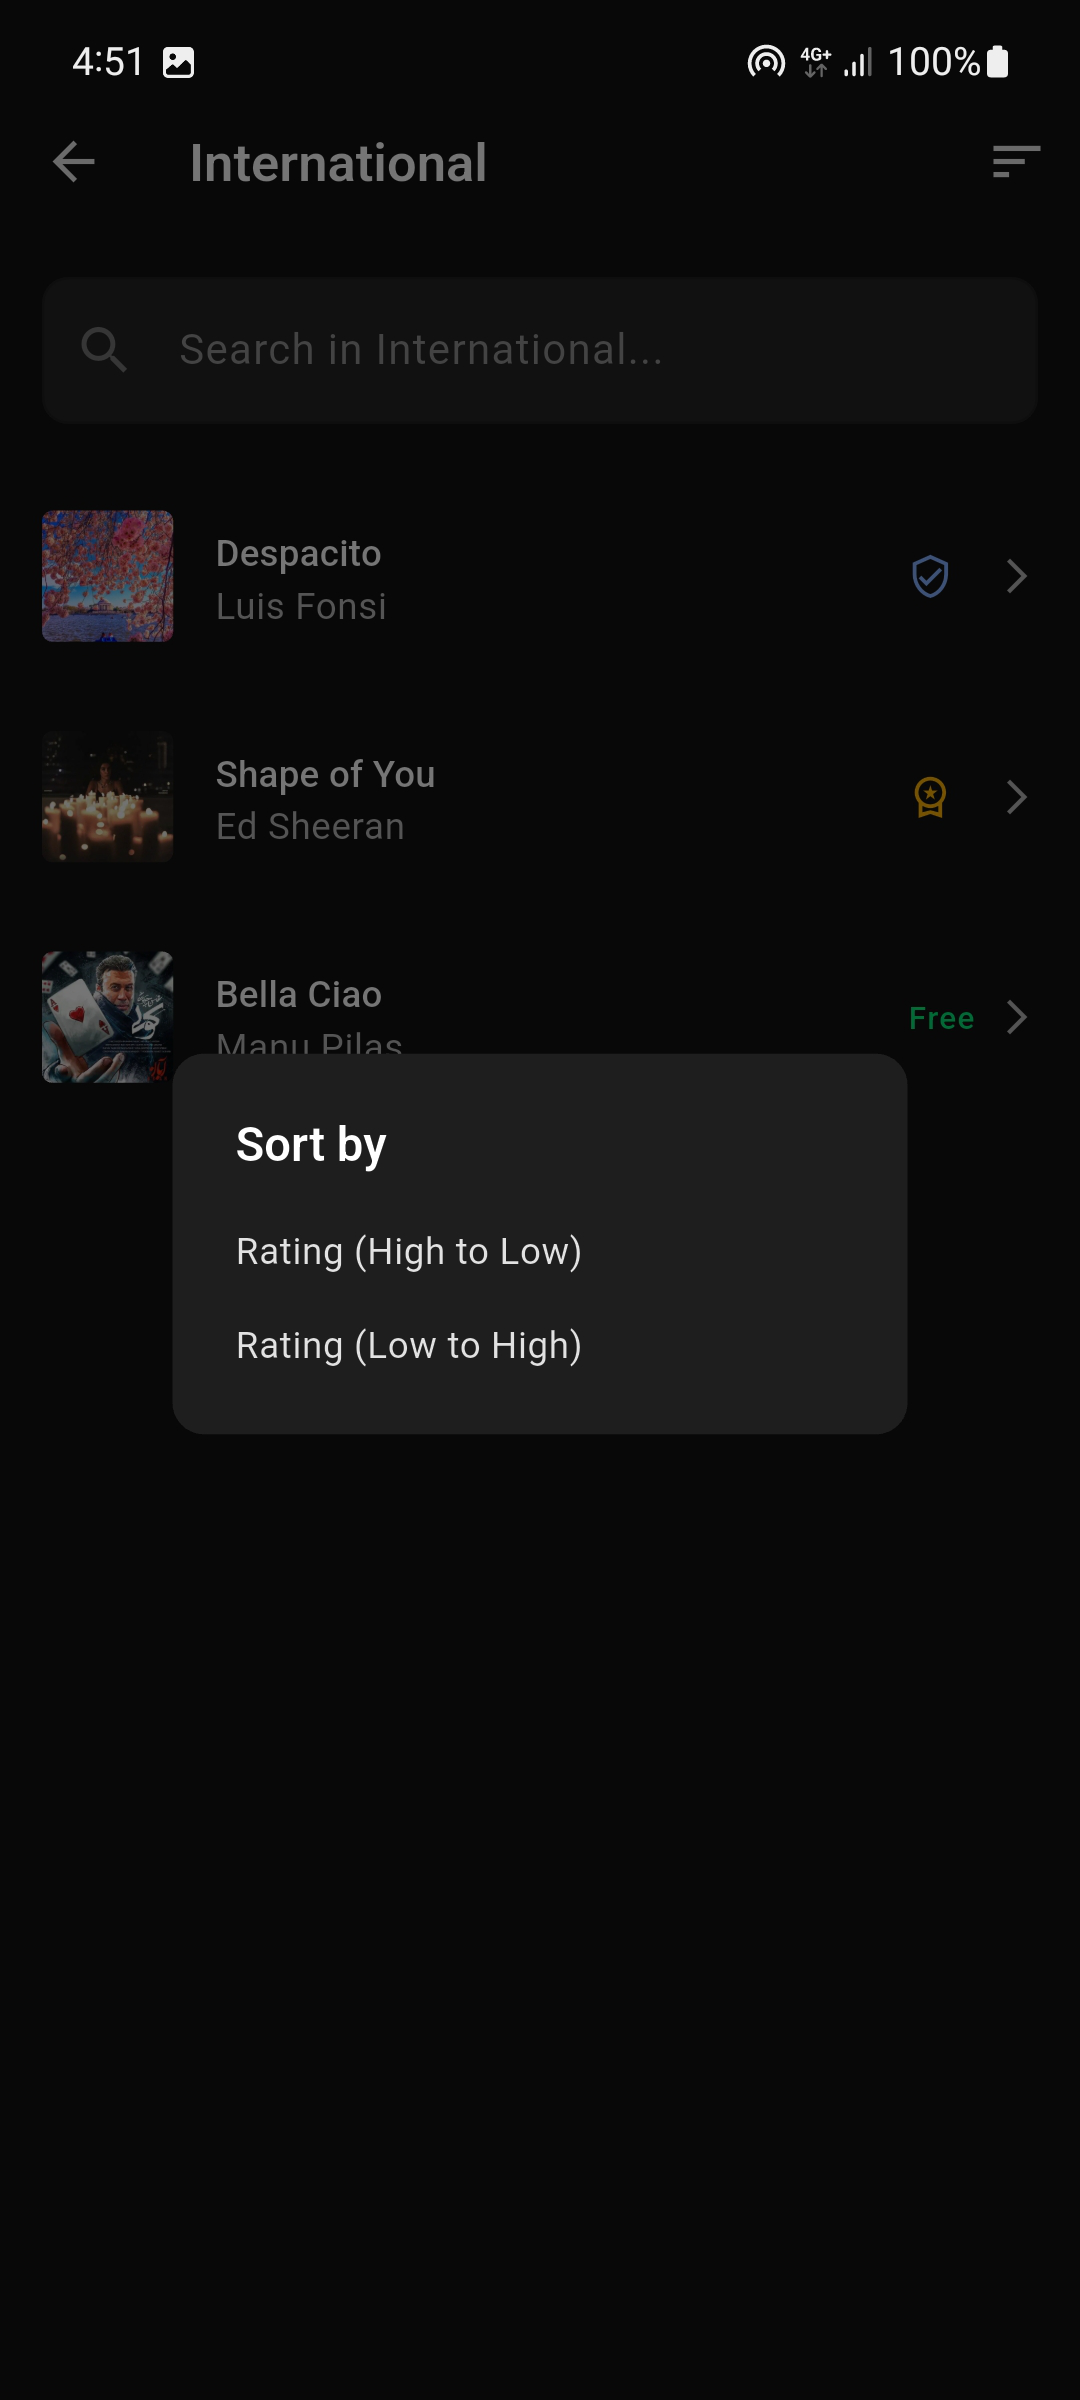 4:51
4G+
100%
International
Search in International...
Despacito
Luis Fonsi
Shape of You
Ed Sheeran
Bella Ciao
Manu Pilas
Free
Sort by
Rating (High to Low)
Rating (Low to High)